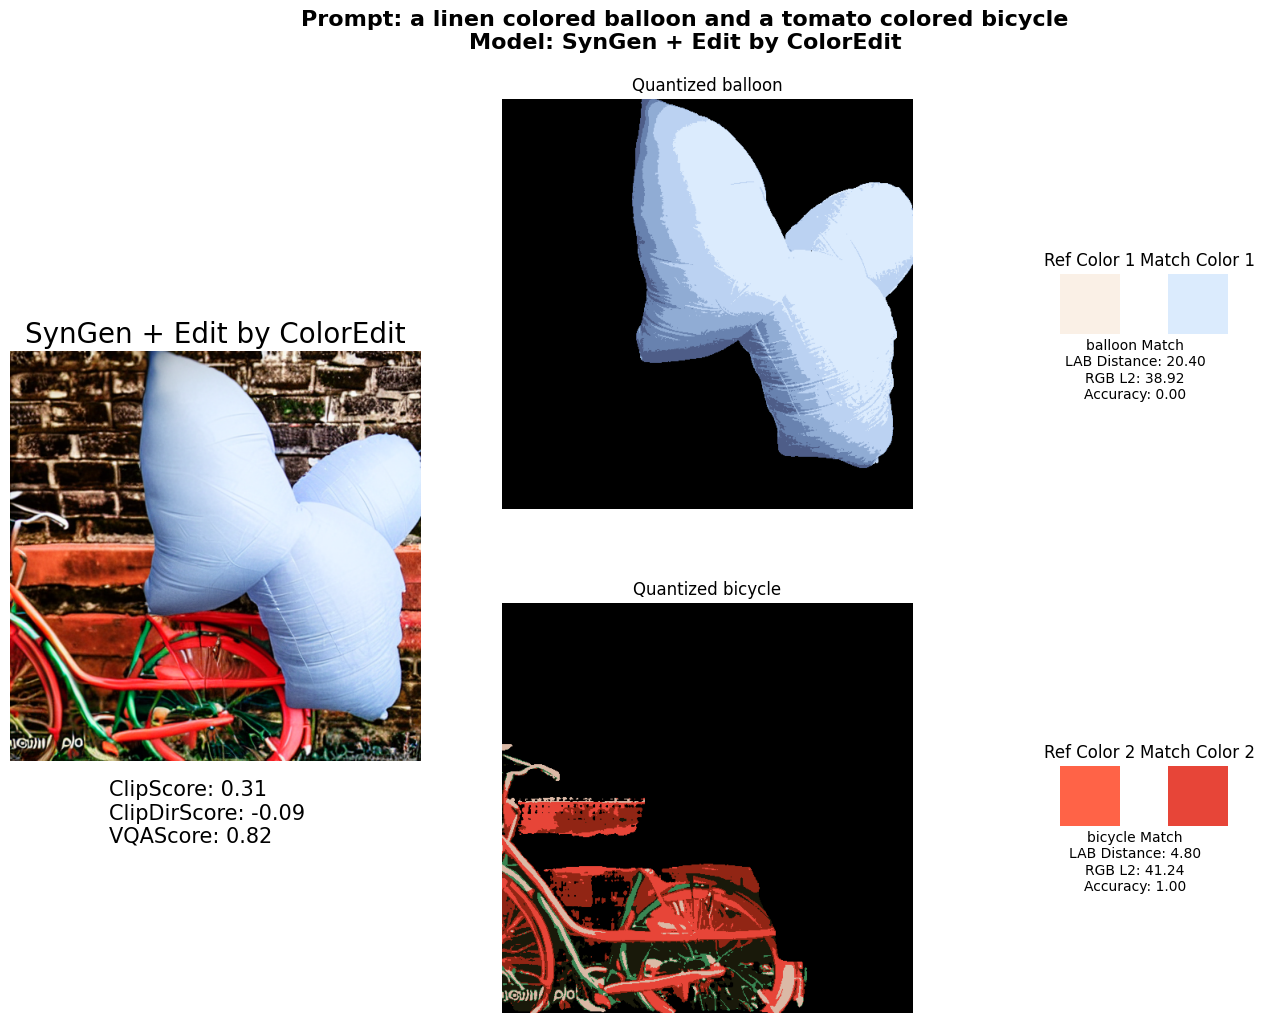 Prompt: a linen colored balloon and a tomato colored bicycle
Model: SynGen + Edit by ColorEdit
Quantized balloon
Ref Color 1 Match Color 1
balloon Match
LAB Distance: 20.40
RGB L2: 38.92
Accuracy: 0.00
SynGen + Edit by ColorEdit
ClipScore: 0.31
ClipDirScore: -0.09
VQAScore: 0.82
Quantized bicycle
Ref Color 2 Match Color 2
bicycle Match
LAB Distance: 4.80
RGB L2: 41.24
Accuracy: 1.00